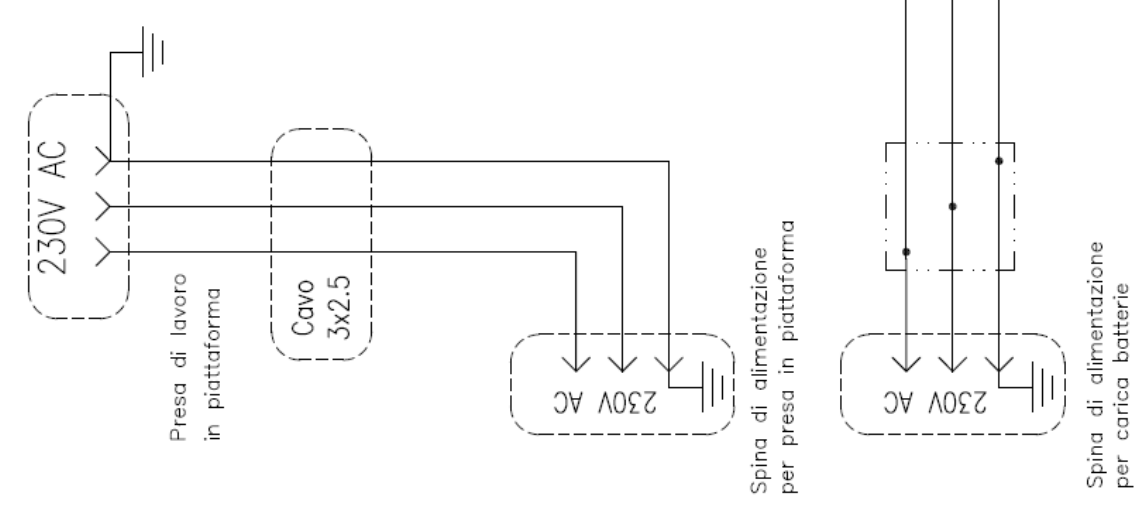 230V AC
Presa di lavoro
in piattaforma
Cavo
3x2.5
230V AC
Spina di alimentazione
per presa in piattaforma
230V AC
Spina di alimentazione
per carica batterie